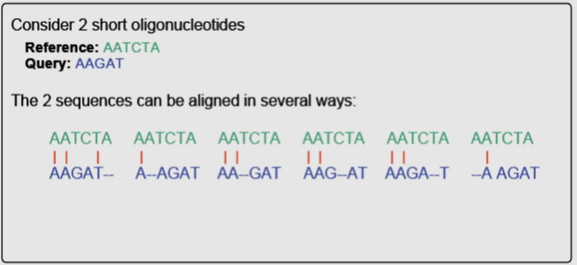 Consider 2 short oligonucleotides
Reference: AATCTA
Query: AAGAT
The 2 sequences can be aligned in several ways:
AATCTA AATCTA AATCTA AATCTA AATCTA AATCTA
AAGAT-- A--AGAT AA--GAT AAG--AT AAGA--T --A AGAT